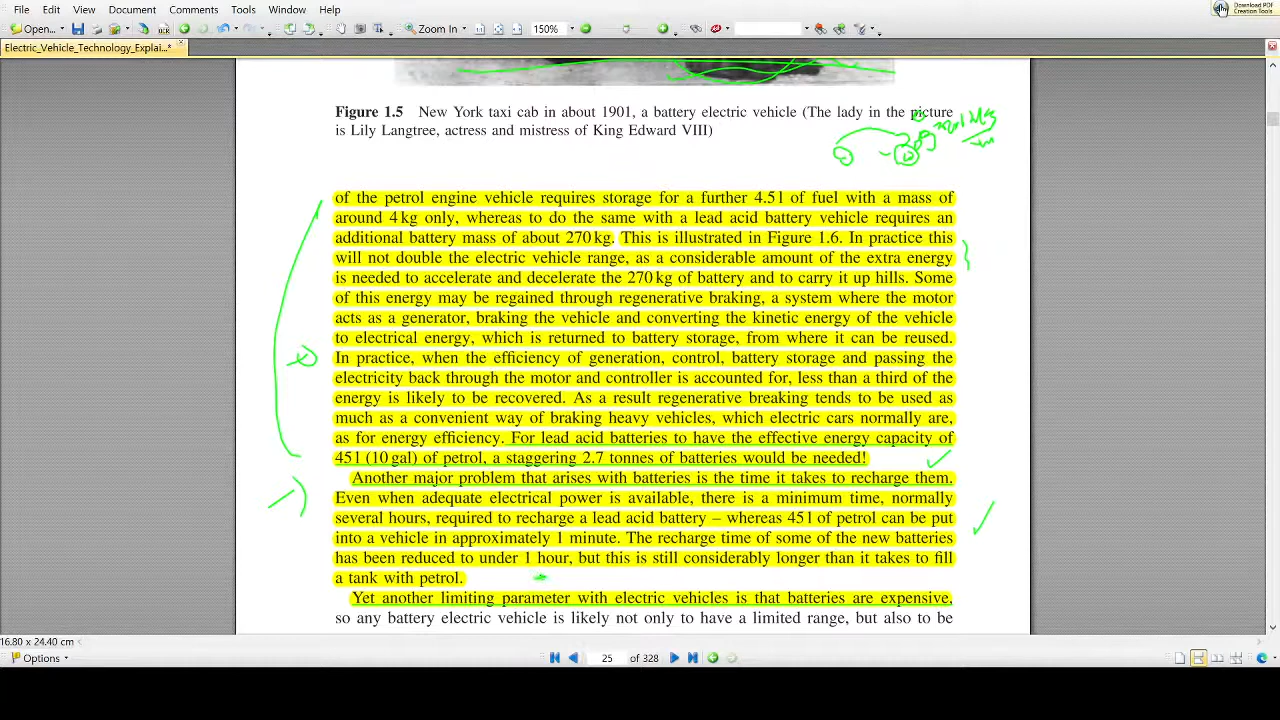 File Edit View Document Comments Tools Window Help
Download PDF
Creation Tools
Open...
Zoom In
150%
Electric_Vehicle_Technology_Explai...*
Figure 1.5 New York taxi cab in about 1901, a battery electric vehicle (The lady in the picture
is Lily Langtree, actress and mistress of King Edward VIII)
of the petrol engine vehicle requires storage for a further 4.5 l of fuel with a mass of
around 4 kg only, whereas to do the same with a lead acid battery vehicle requires an
additional battery mass of about 270 kg. This is illustrated in Figure 1.6. In practice this
will not double the electric vehicle range, as a considerable amount of the extra energy
is needed to accelerate and decelerate the 270 kg of battery and to carry it up hills. Some
of this energy may be regained through regenerative braking, a system where the motor
acts as a generator, braking the vehicle and converting the kinetic energy of the vehicle
to electrical energy, which is returned to battery storage, from where it can be reused.
In practice, when the efficiency of generation, control, battery storage and passing the
electricity back through the motor and controller is accounted for, less than a third of the
energy is likely to be recovered. As a result regenerative breaking tends to be used as
much as a convenient way of braking heavy vehicles, which electric cars normally are,
as for energy efficiency. For lead acid batteries to have the effective energy capacity of
45 l (10 gal) of petrol, a staggering 2.7 tonnes of batteries would be needed!
Another major problem that arises with batteries is the time it takes to recharge them.
Even when adequate electrical power is available, there is a minimum time, normally
several hours, required to recharge a lead acid battery – whereas 45 l of petrol can be put
into a vehicle in approximately 1 minute. The recharge time of some of the new batteries
has been reduced to under 1 hour, but this is still considerably longer than it takes to fill
a tank with petrol.
Yet another limiting parameter with electric vehicles is that batteries are expensive,
so any battery electric vehicle is likely not only to have a limited range, but also to be
16.80 x 24.40 cm
Options
25 of 328